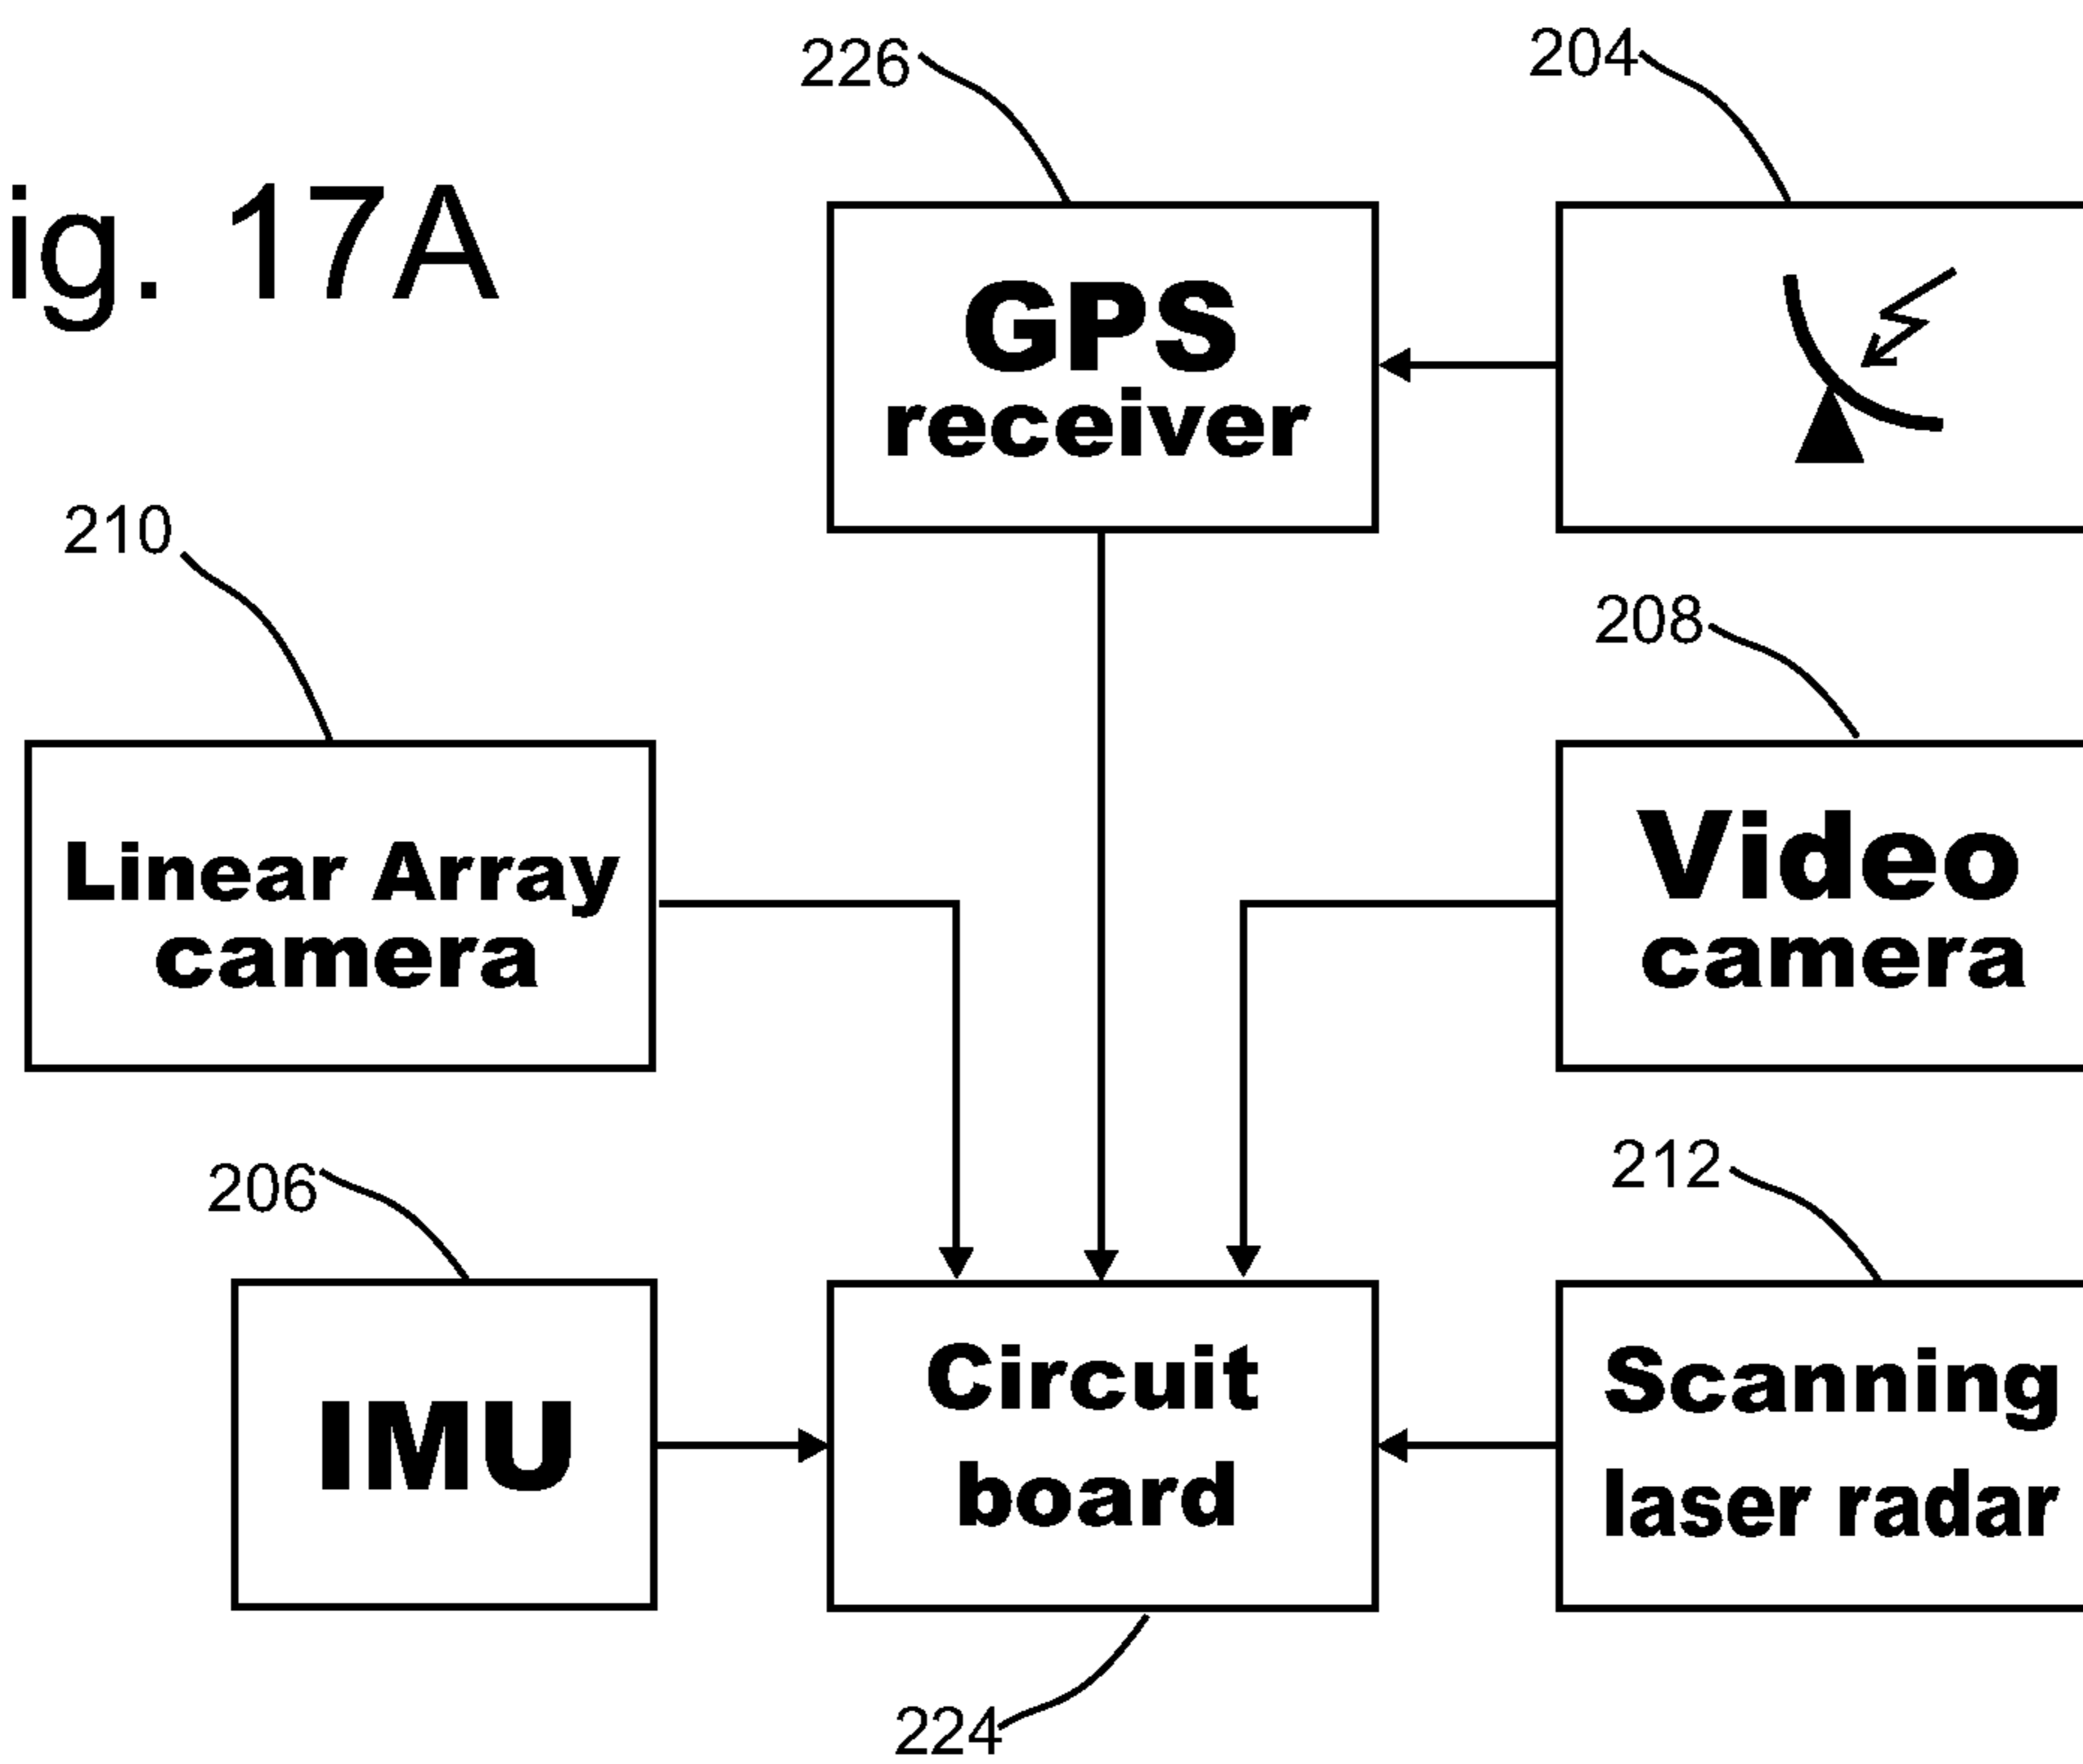 226
204
ig. 17A
GPS
receiver
210
208
Linear Array
camera
Video
camera
206
212
IMU
Circuit
board
Scanning
laser radar
224